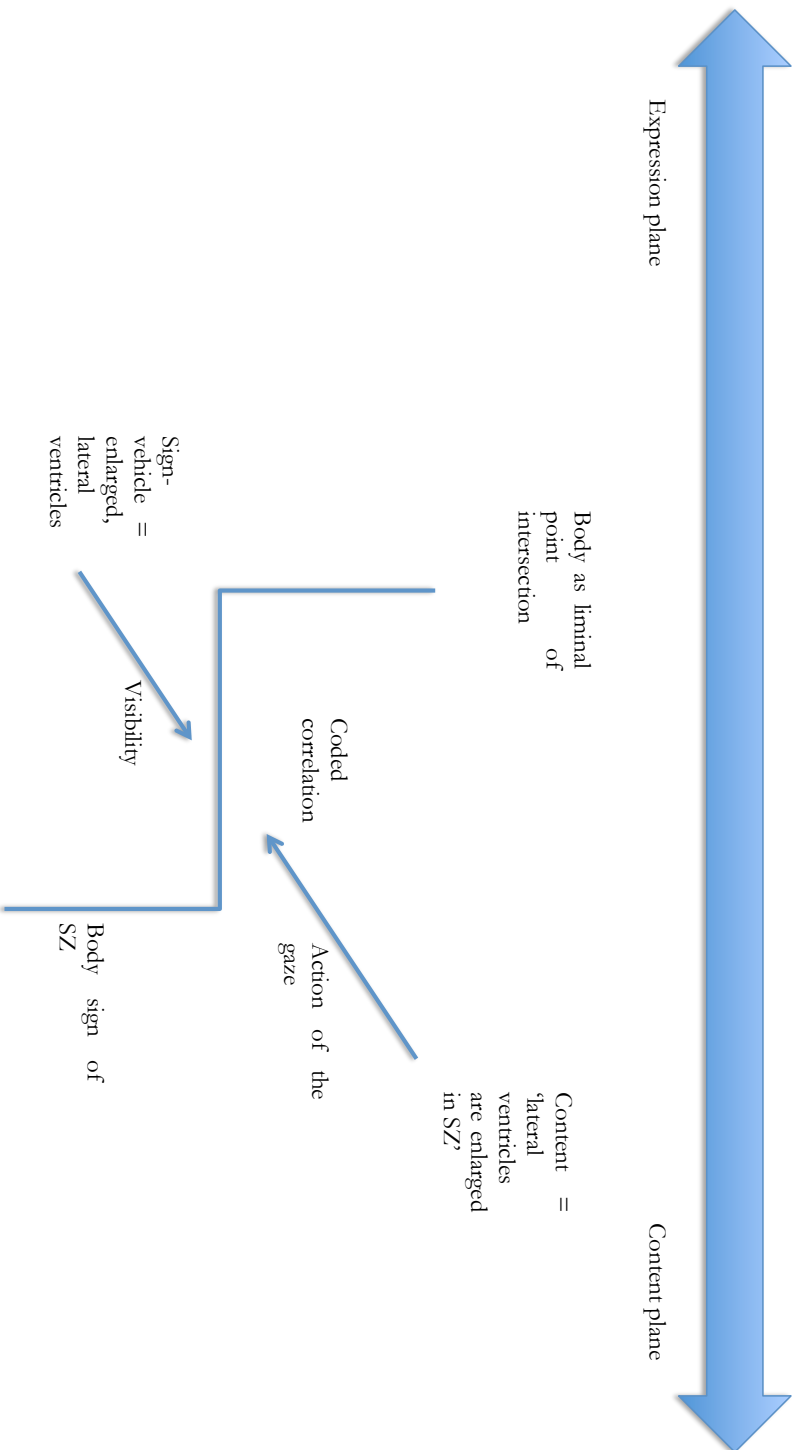 Expression plane
Content plane
Body as liminal
point of
intersection
Content =
‘lateral
ventricles
are enlarged
in SZ’
Coded
correlation
Action of the
gaze
Sign-
vehicle =
enlarged,
lateral
ventricles
Visibility
Body sign of
SZ